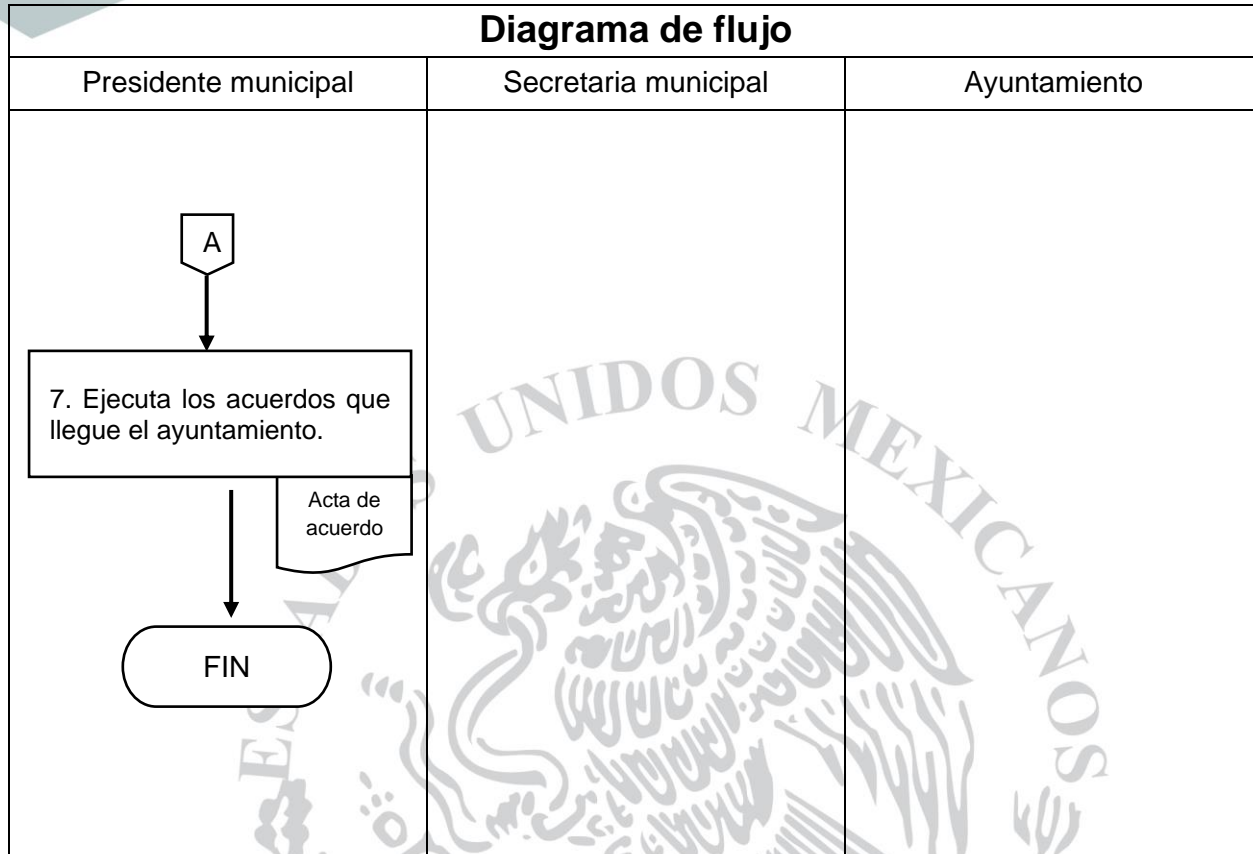 Diagrama de flujo
Presidente municipal
Secretaria municipal
Ayuntamiento
A
7. Ejecuta los acuerdos que
llegue el ayuntamiento.
Acta de
acuerdo
FIN
ESTADOS UNIDOS MEXICANOS